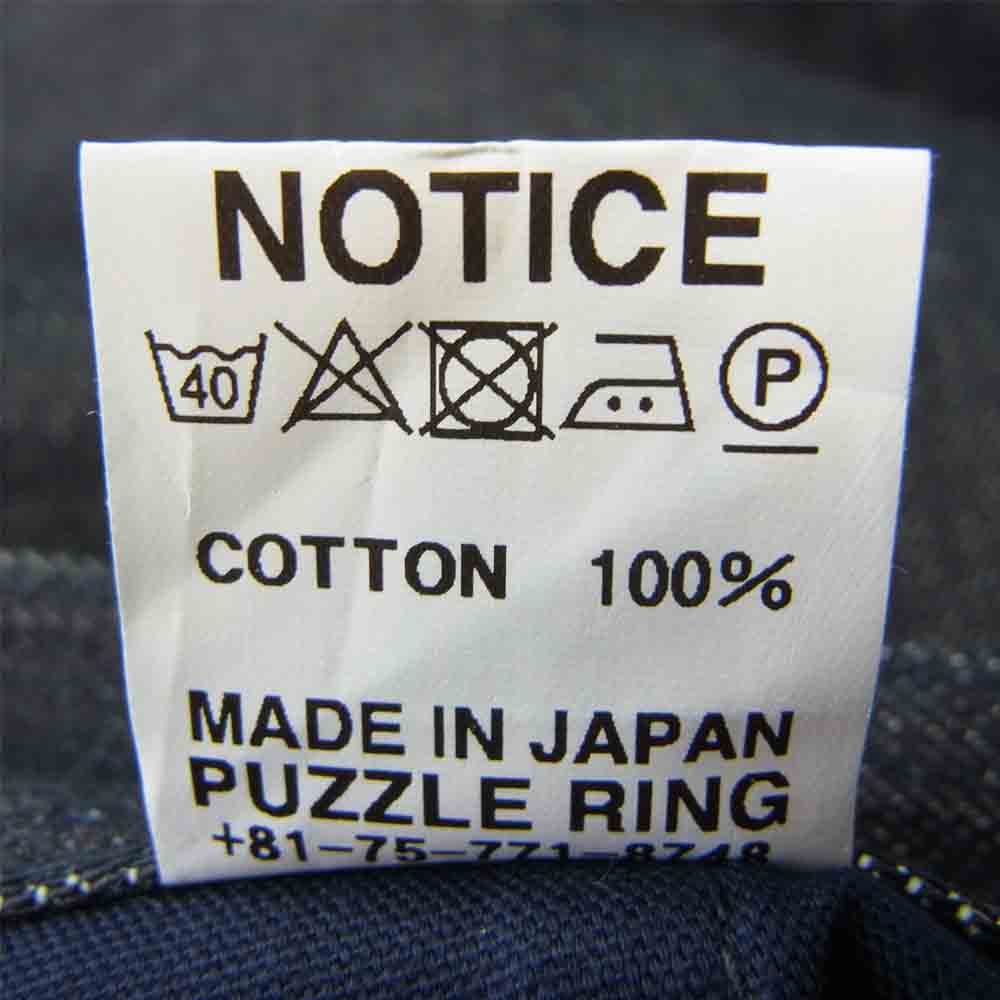 NOTICE
40 P
COTTON 100%
MADE IN JAPAN
PUZZLE RING
+81-75-771-8748